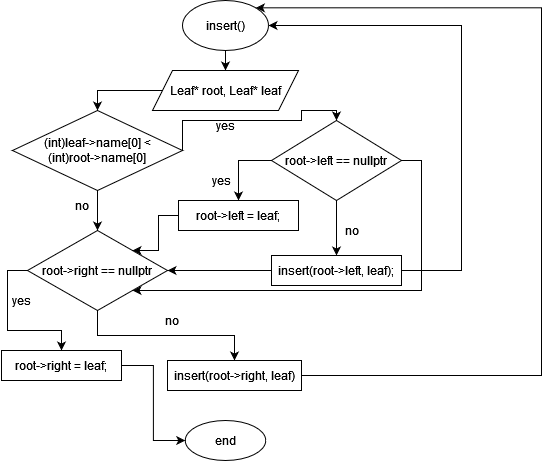 insert()
Leaf* root, Leaf* leaf
(int)leaf->name[0] <
(int)root->name[0]
yes
root->left == nullptr
yes
no
root->left = leaf;
no
root->right == nullptr
insert(root->left, leaf);
yes
no
root->right = leaf;
insert(root->right, leaf)
end